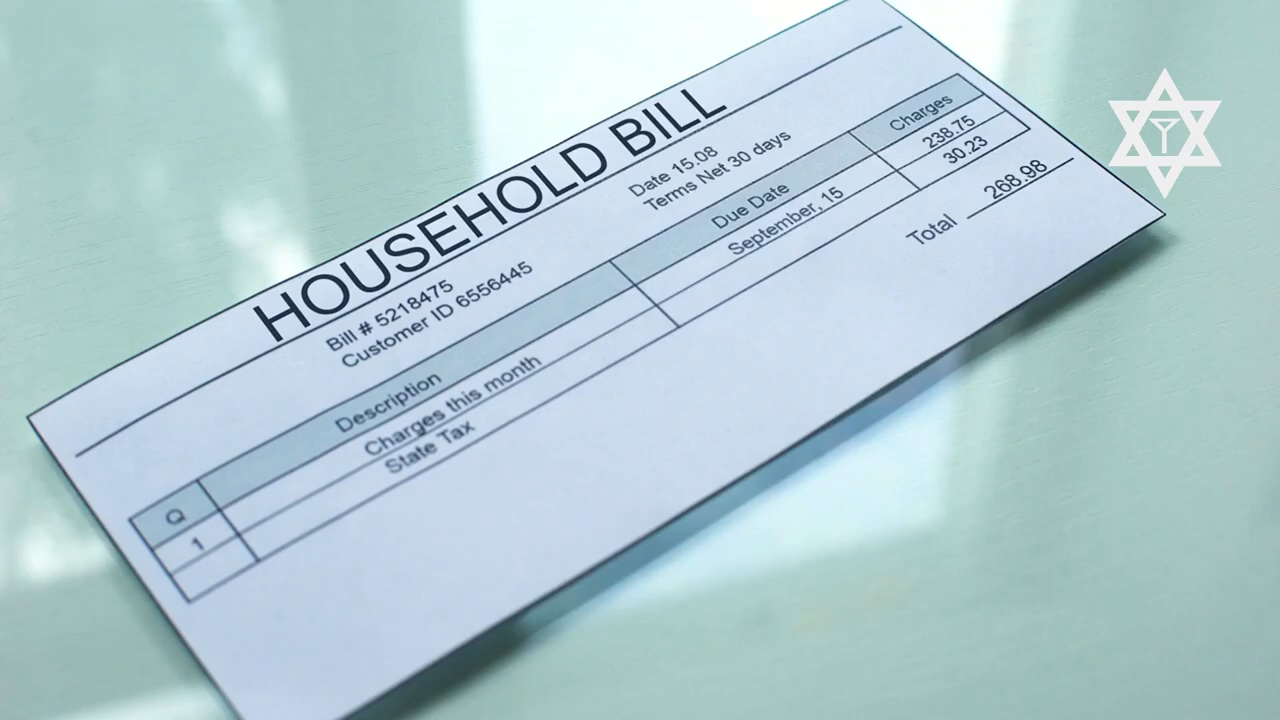 HOUSEHOLD BILL
Bill # 5218475
Customer ID 6556445
Date 15.08
Terms Net 30 days
Q Description Due Date Charges
1 Charges this month September, 15 238.75
State Tax 30.23
Total 268.98